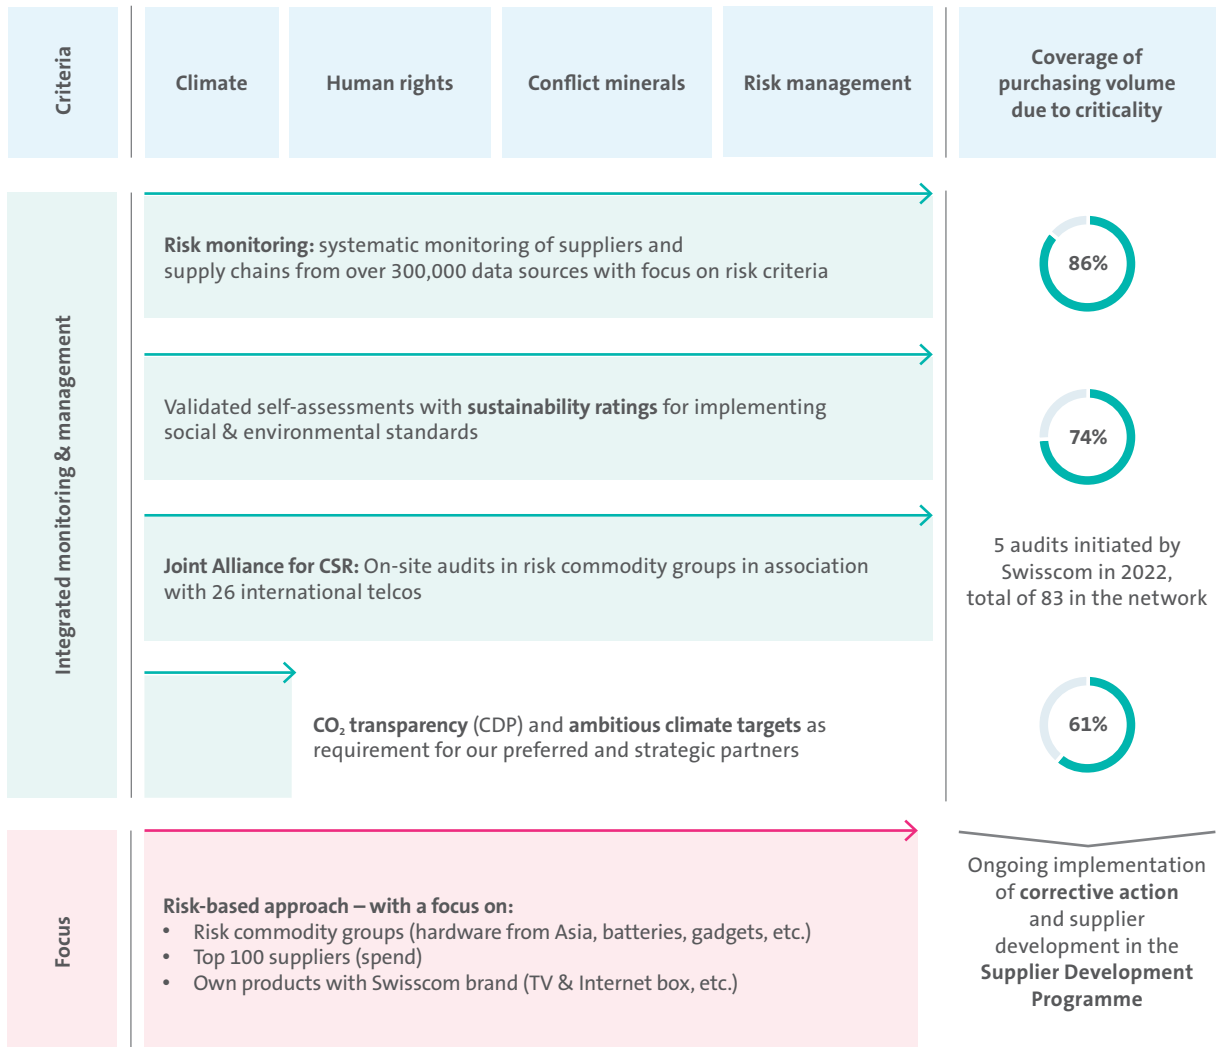 Criteria
Climate
Human rights
Conflict minerals
Risk management
Coverage of
purchasing volume
due to criticality
Integrated monitoring & management
Risk monitoring: systematic monitoring of suppliers and
supply chains from over 300,000 data sources with focus on risk criteria
86%
Validated self-assessments with sustainability ratings for implementing
social & environmental standards
74%
Joint Alliance for CSR: On-site audits in risk commodity groups in association
with 26 international telcos
5 audits initiated by
Swisscom in 2022,
total of 83 in the network
CO₂ transparency (CDP) and ambitious climate targets as
requirement for our preferred and strategic partners
61%
Focus
Risk-based approach – with a focus on:
• Risk commodity groups (hardware from Asia, batteries, gadgets, etc.)
• Top 100 suppliers (spend)
• Own products with Swisscom brand (TV & Internet box, etc.)
Ongoing implementation
of corrective action
and supplier
development in the
Supplier Development
Programme